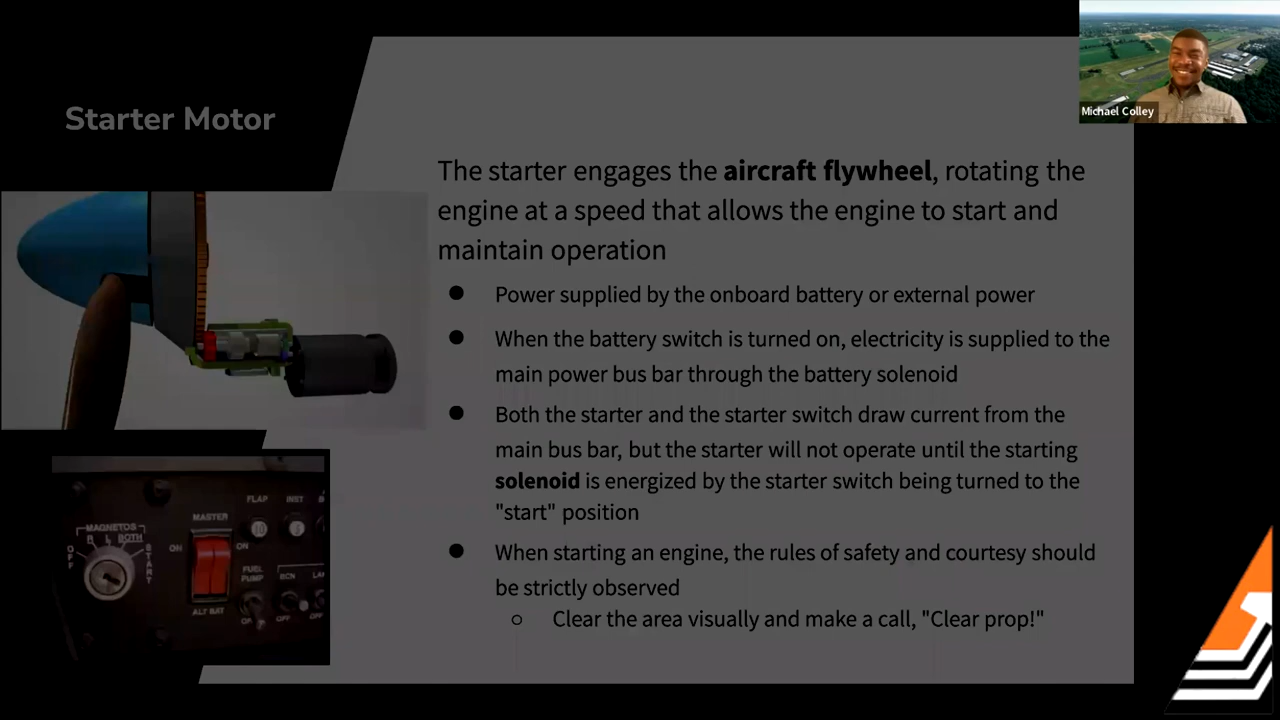 Michael Colley
Starter Motor
The starter engages the aircraft flywheel, rotating the
engine at a speed that allows the engine to start and
maintain operation
● Power supplied by the onboard battery or external power
● When the battery switch is turned on, electricity is supplied to the
main power bus bar through the battery solenoid
● Both the starter and the starter switch draw current from the
main bus bar, but the starter will not operate until the starting
solenoid is energized by the starter switch being turned to the
"start" position
● When starting an engine, the rules of safety and courtesy should
be strictly observed
○ Clear the area visually and make a call, "Clear prop!"
FLAP INST
MASTER
MAGNETOS
R L BOTH
OFF
START
10
5
ON
ON
FUEL
PUMP
BCN
ALT BAT
OFF